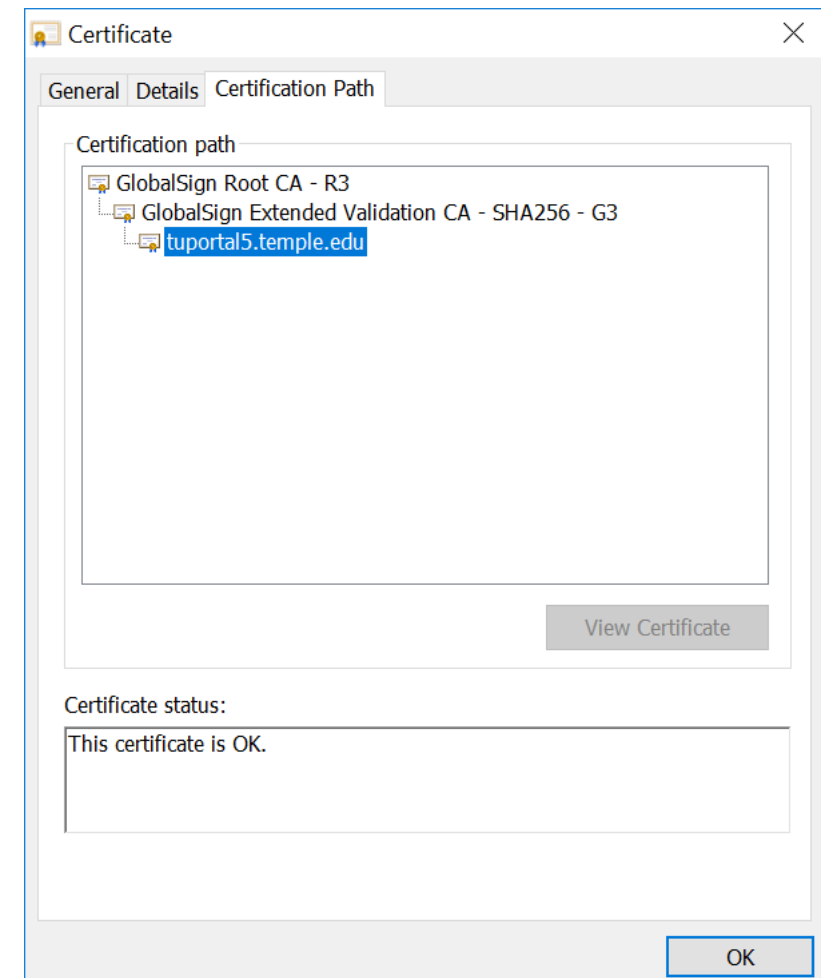 Certificate
General Details Certification Path
Certification path
GlobalSign Root CA - R3
GlobalSign Extended Validation CA - SHA256 - G3
tuportal5.temple.edu
View Certificate
Certificate status:
This certificate is OK.
OK